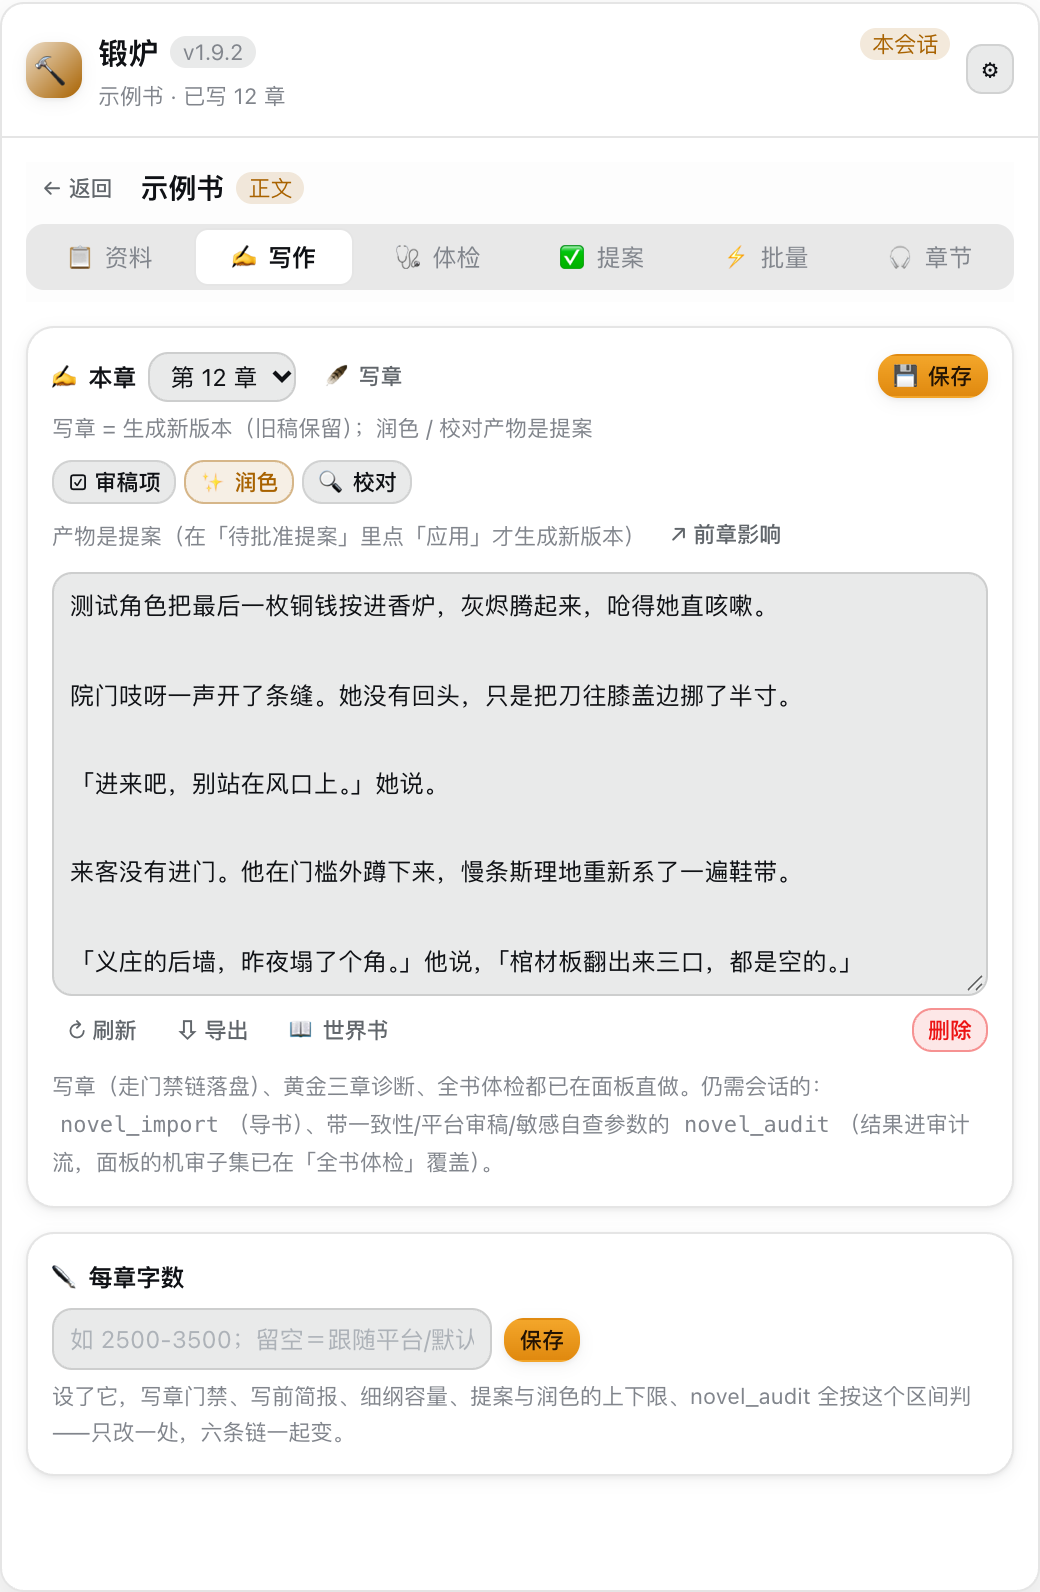 锻炉 v1.9.2
本会话
示例书 · 已写 12 章
← 返回 示例书 正文
资料 写作 体检 提案 批量 章节
本章 第 12 章 写章 保存
写章 = 生成新版本（旧稿保留）；润色 / 校对产物是提案
审稿项 润色 校对
产物是提案（在「待批准提案」里点「应用」才生成新版本） ↗ 前章影响
测试角色把最后一枚铜钱按进香炉，灰烬腾起来，呛得她直咳嗽。
院门吱呀一声开了条缝。她没有回头，只是把刀往膝盖边挪了半寸。
「进来吧，别站在风口上。」她说。
来客没有进门。他在门槛外蹲下来，慢条斯理地重新系了一遍鞋带。
「义庄的后墙，昨夜塌了个角。」他说，「棺材板翻出来三口，都是空的。」
刷新 导出 世界书 删除
写章（走门禁链落盘）、黄金三章诊断、全书体检都已在面板直做。仍需会话的：
novel_import （导书）、带一致性/平台审稿/敏感自查参数的 novel_audit （结果进审计
流，面板的机审子集已在「全书体检」覆盖）。
每章字数
如 2500-3500；留空＝跟随平台/默认 保存
设了它，写章门禁、写前简报、细纲容量、提案与润色的上下限、novel_audit 全按这个区间判
——只改一处，六条链一起变。